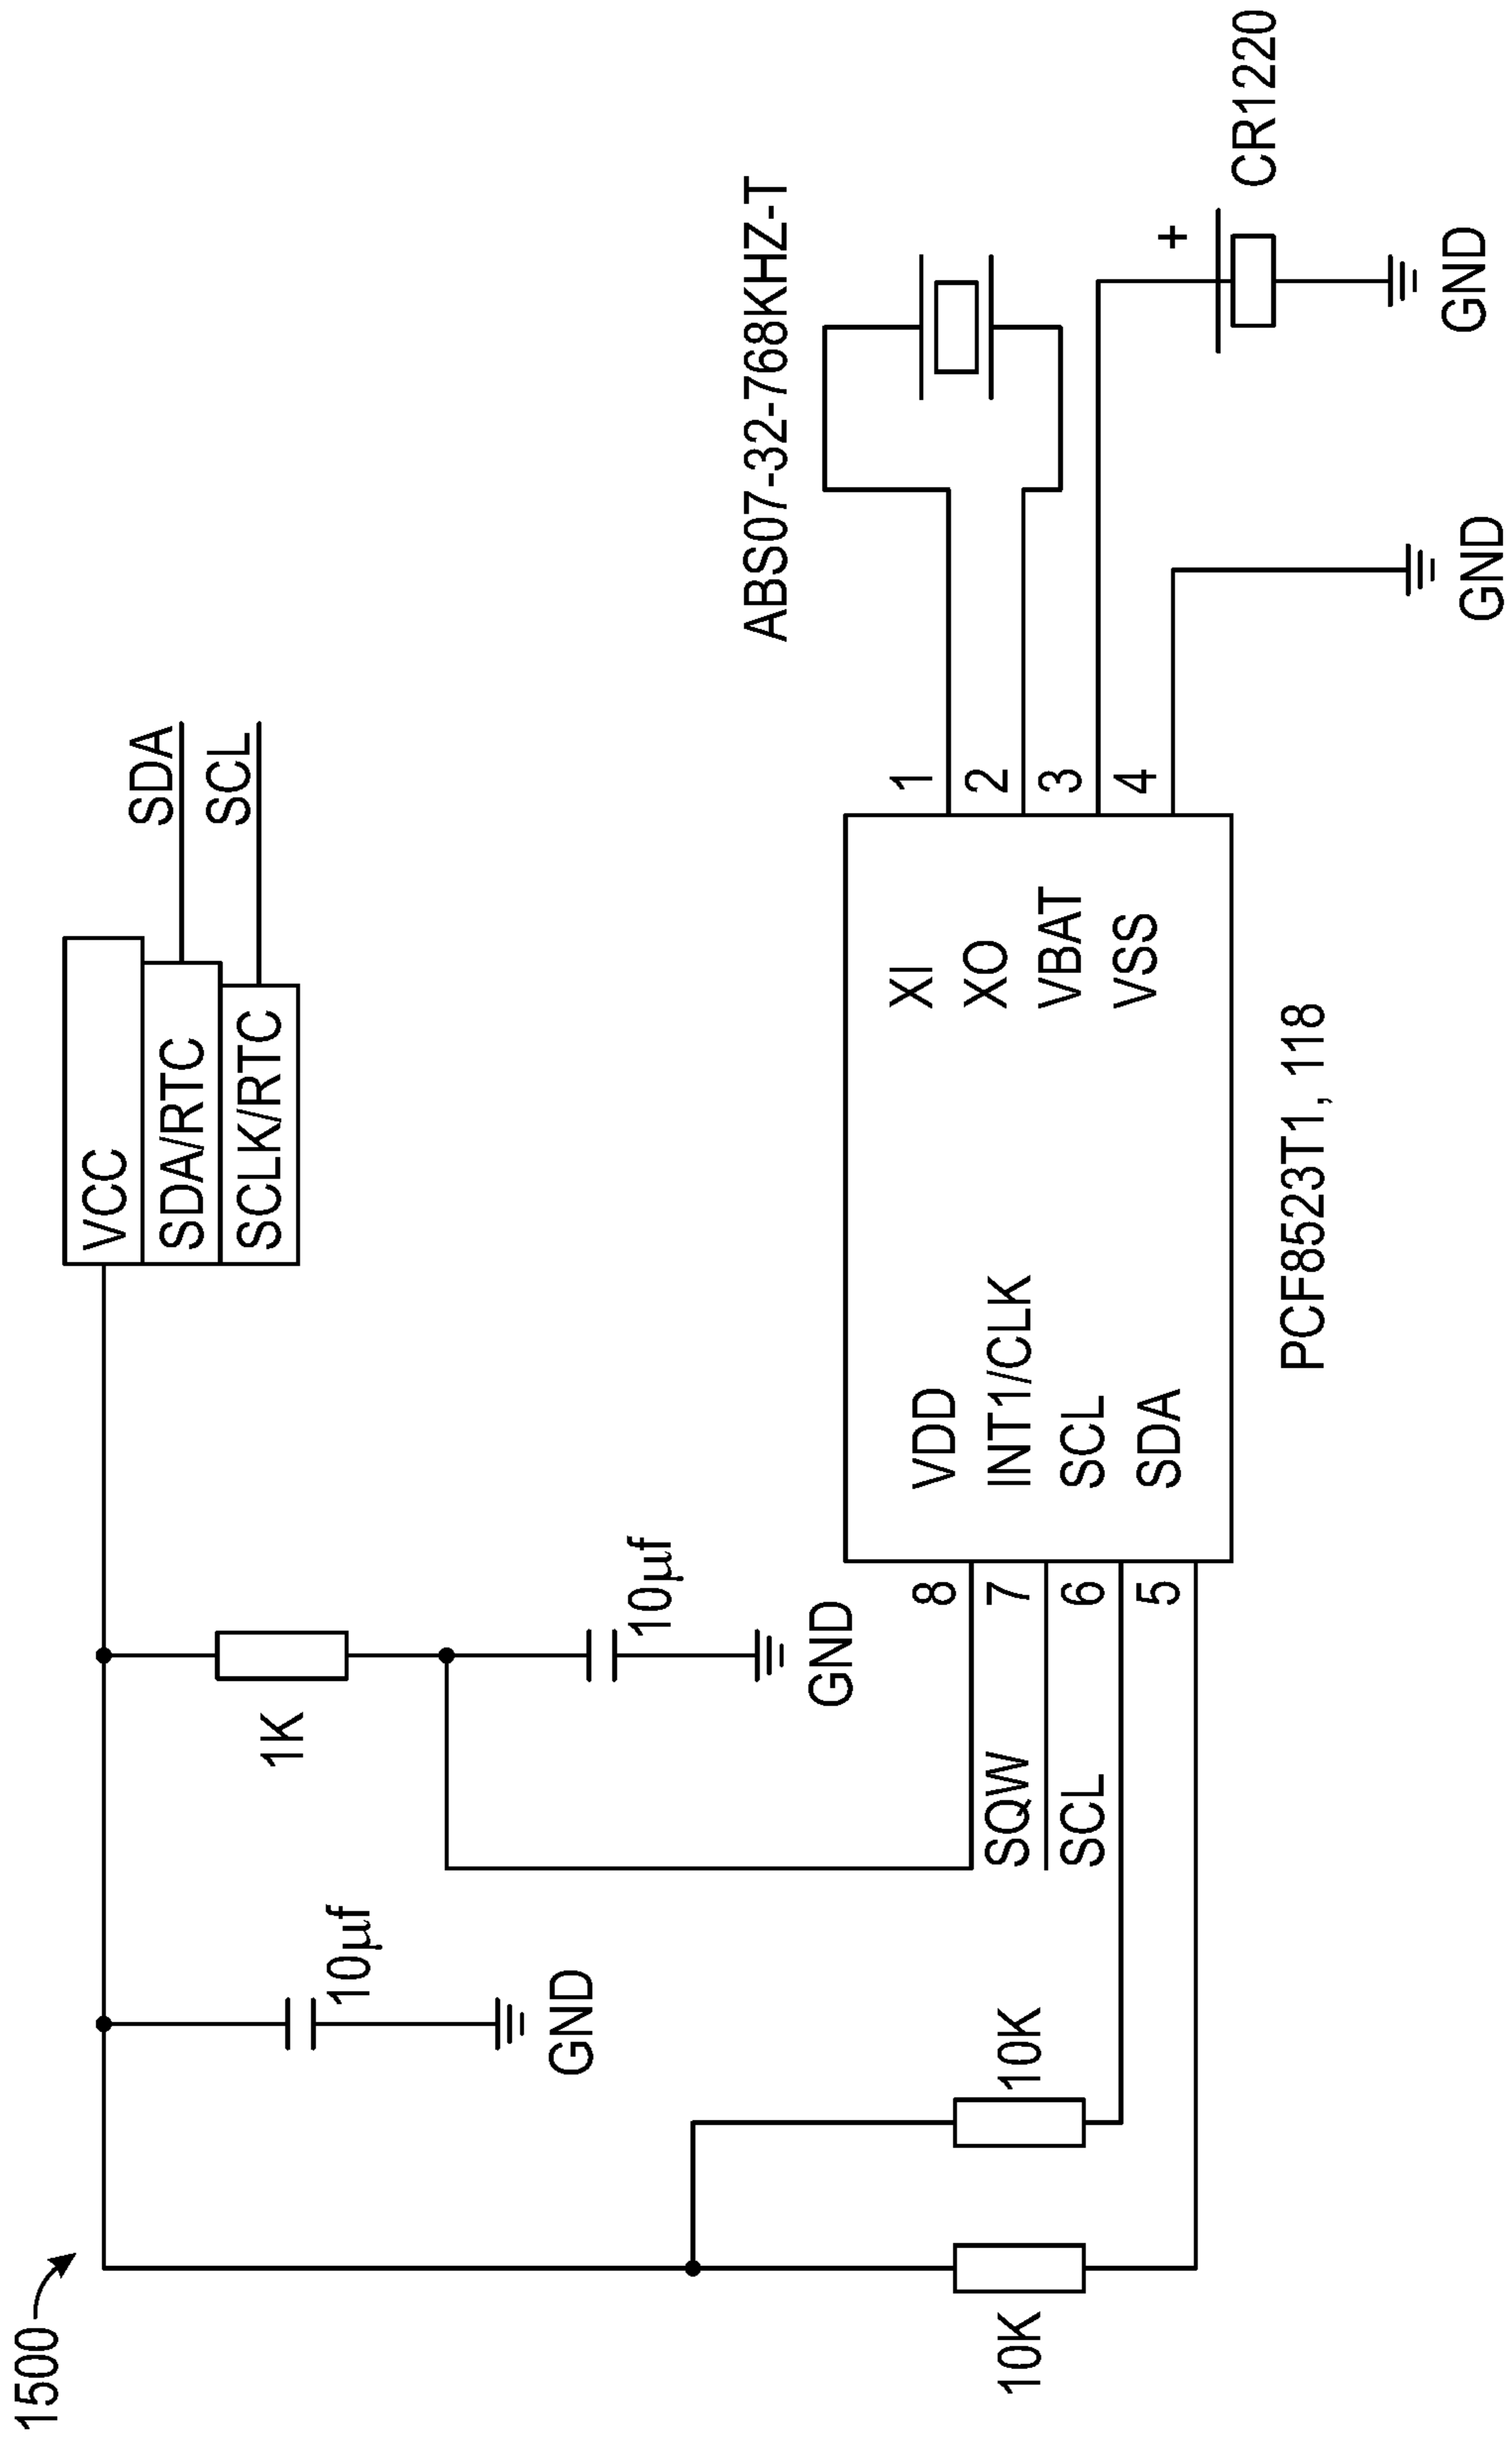 1500
VCC
SDA/RTC
SCLK/RTC
SDA
SCL
1K
10µf
GND
10µf
GND
10K
10K
SQW
SCL
8
7
6
5
VDD
INT1/CLK
SCL
SDA
XI
XO
VBAT
VSS
1
2
3
4
PCF8523T1, 118
ABS07-32-768KHZ-T
+
CR1220
GND
GND